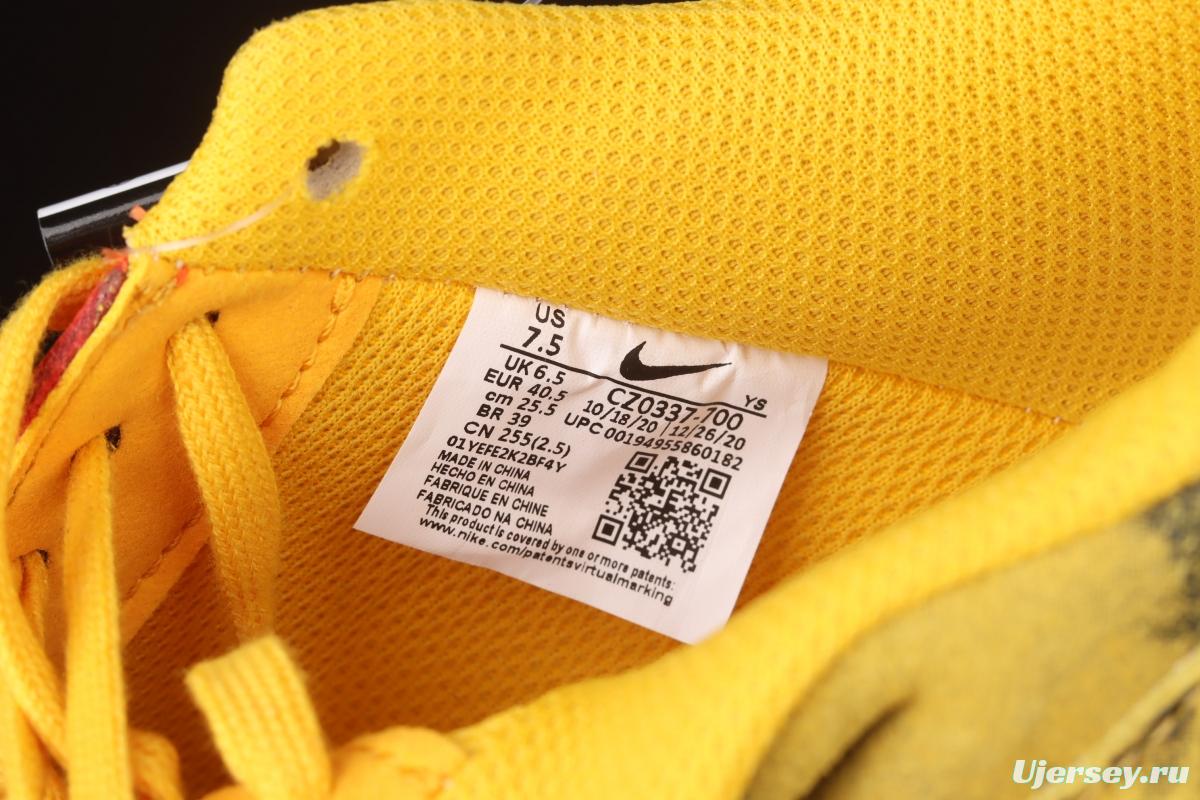 US
7.5
UK 6.5
EUR 40.5
cm 25.5
BR 39
CN 255(2.5)
01YEFE2K2BF4Y
MADE IN CHINA
HECHO EN CHINA
FABRIQUE EN CHINE
FABRICADO NA CHINA
This product is covered by one or more patents:
www.nike.com/patentsvirtualmarking
YS
CZ0337-700
10/18/20 12/26/20
UPC 00194955860182
Ujersey.ru